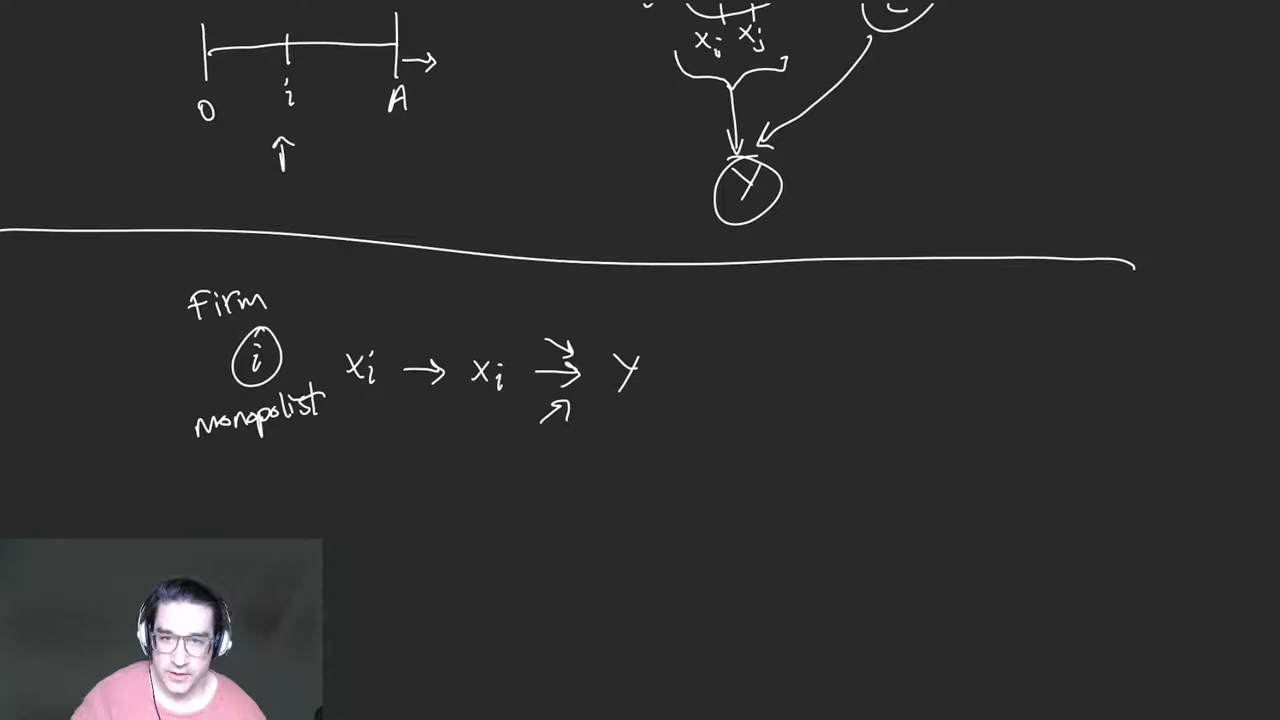 x_i x_j
0 i A
Y
Firm
i x_i → x_i → Y
monopolist